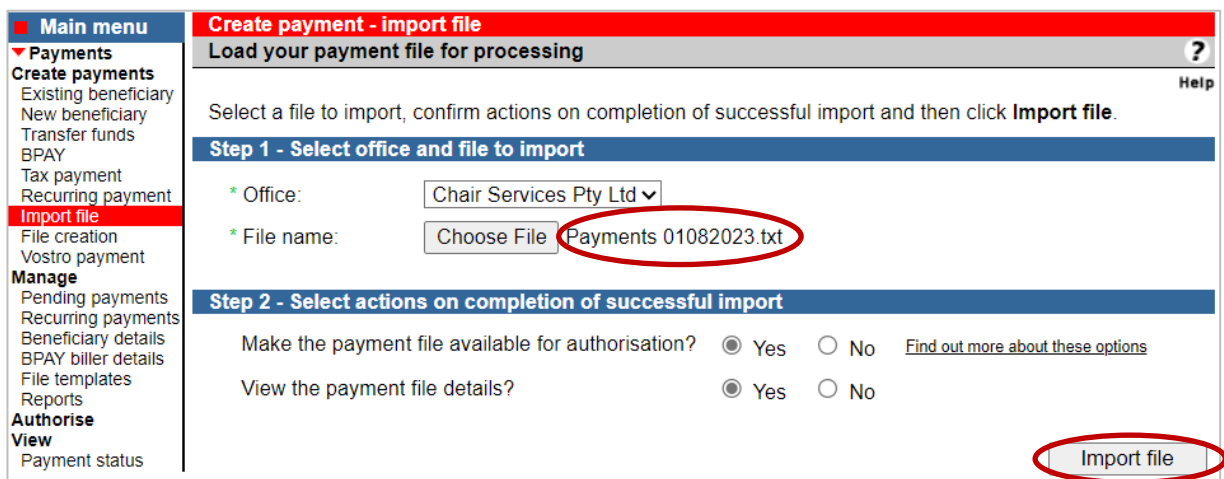 Main menu
Payments
Create payments
Existing beneficiary
New beneficiary
Transfer funds
BPAY
Tax payment
Recurring payment
Import file
File creation
Vostro payment
Manage
Pending payments
Recurring payments
Beneficiary details
BPAY biller details
File templates
Reports
Authorise
View
Payment status
Create payment - import file
Load your payment file for processing
?
Help
Select a file to import, confirm actions on completion of successful import and then click Import file.
Step 1 - Select office and file to import
* Office: Chair Services Pty Ltd
* File name: Choose File Payments 01082023.txt
Step 2 - Select actions on completion of successful import
Make the payment file available for authorisation? Yes No Find out more about these options
View the payment file details? Yes No
Import file